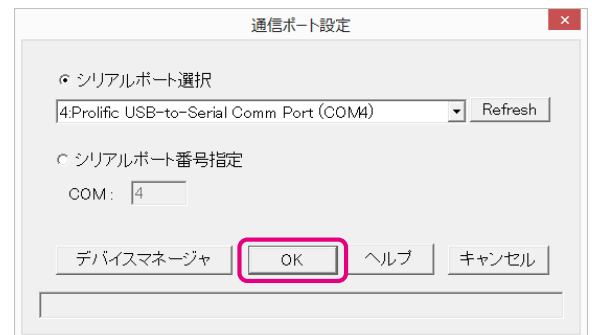 通信ポート設定
シリアルポート選択
4:Prolific USB-to-Serial Comm Port (COM4)
Refresh
シリアルポート番号指定
COM: 4
デバイスマネージャ OK ヘルプ キャンセル